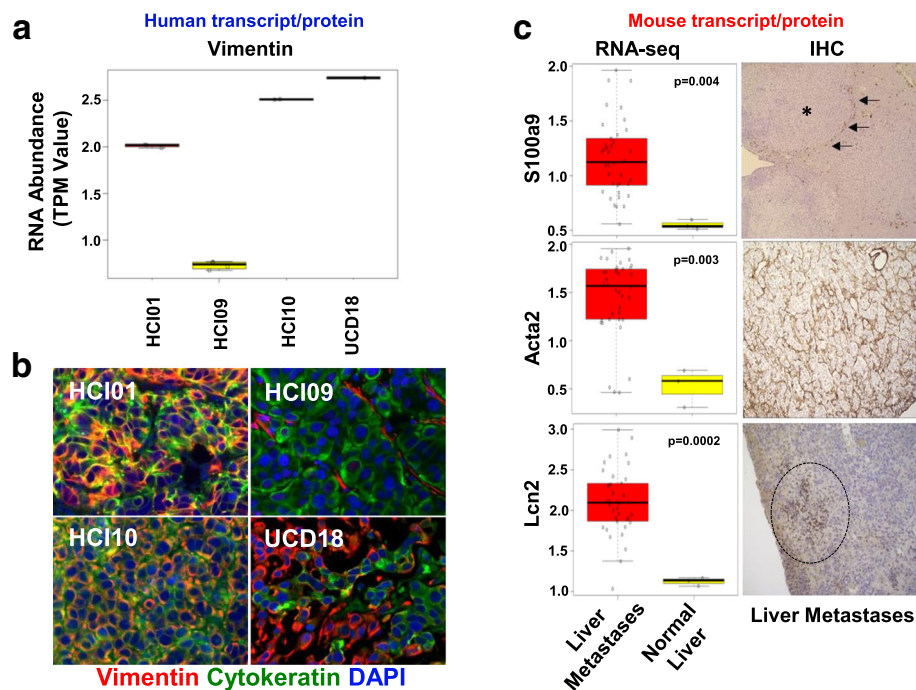 a
Human transcript/protein
Vimentin
RNA Abundance
(TPM Value)
2.5
2.0
1.5
1.0
HCI01
HCI09
HCI10
UCD18
b
HCI01
HCI09
HCI10
UCD18
Vimentin Cytokeratin DAPI
c
Mouse transcript/protein
RNA-seq
IHC
S100a9
2.0
1.5
1.0
0.5
p=0.004
*
Acta2
2.0
1.5
1.0
0.5
p=0.003
Lcn2
3.0
2.5
2.0
1.5
1.0
p=0.0002
Liver
Metastases
Normal
Liver
Liver Metastases